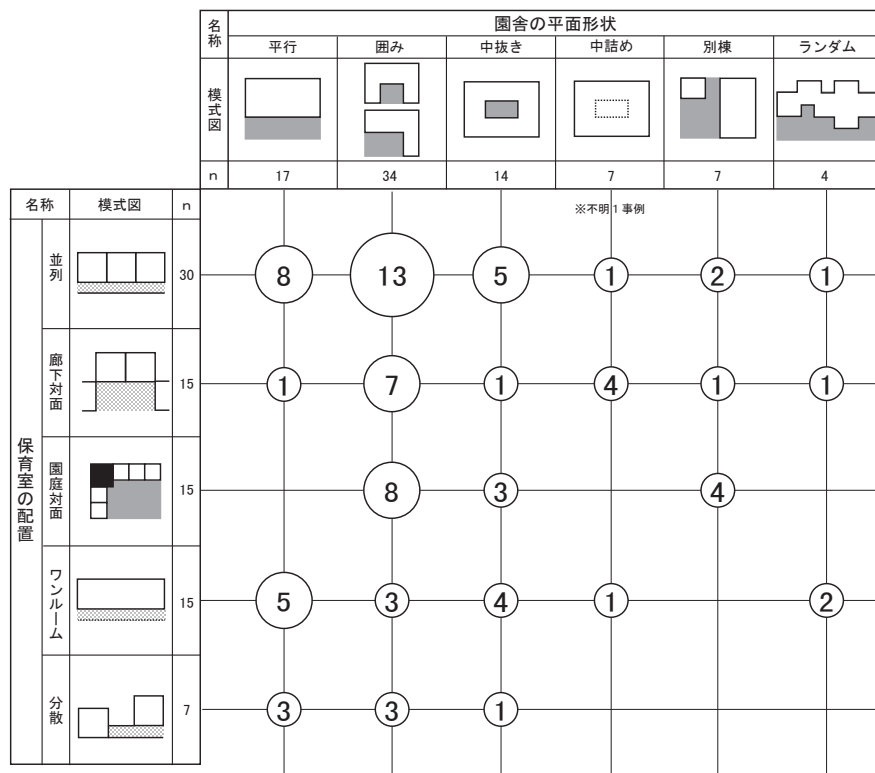 名称
園舎の平面形状
平行 囲み 中抜き 中詰め 別棟 ランダム
模式図
n 17 34 14 7 7 4
名称 模式図 n
※不明1事例
保育室の配置
並列 30 8 13 5 1 2 1
廊下対面 15 1 7 1 4 1 1
園庭対面 15 8 3 4
ワンルーム 15 5 3 4 1 2
分散 7 3 3 1